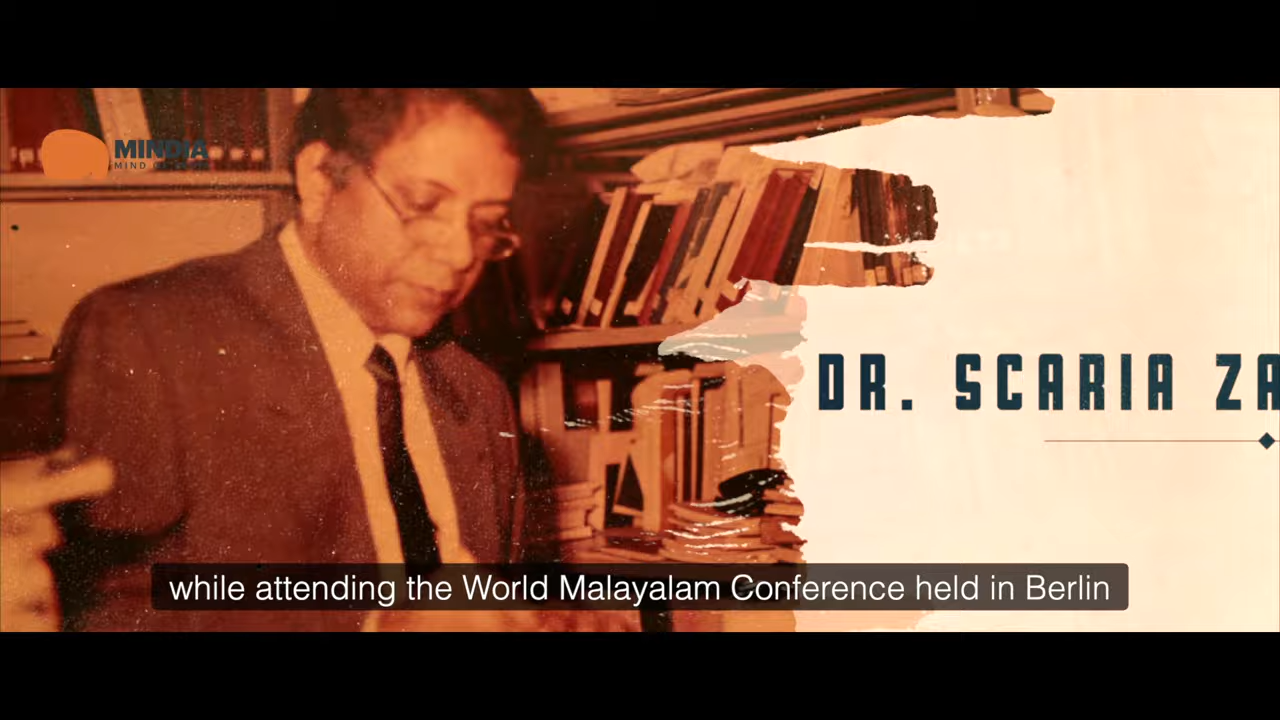 MINDIA
DR. SCARIA ZA
while attending the World Malayalam Conference held in Berlin